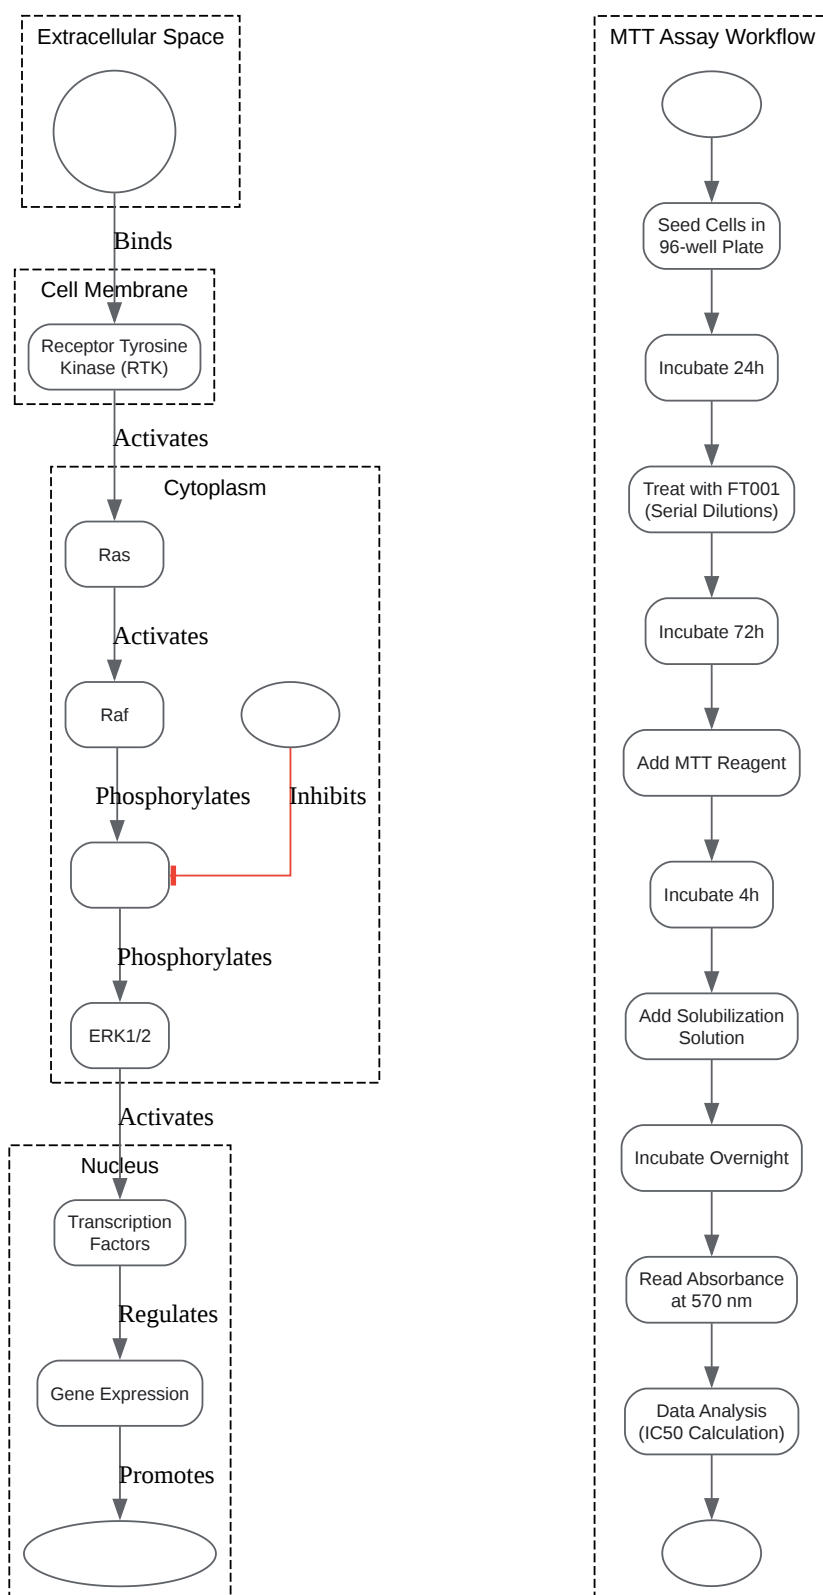 Extracellular Space
Binds
Cell Membrane
Receptor Tyrosine
Kinase (RTK)
Activates
Cytoplasm
Ras
Activates
Raf
Phosphorylates
Inhibits
Phosphorylates
ERK1/2
Activates
Nucleus
Transcription
Factors
Regulates
Gene Expression
Promotes
MTT Assay Workflow
Seed Cells in
96-well Plate
Incubate 24h
Treat with FT001
(Serial Dilutions)
Incubate 72h
Add MTT Reagent
Incubate 4h
Add Solubilization
Solution
Incubate Overnight
Read Absorbance
at 570 nm
Data Analysis
(IC50 Calculation)